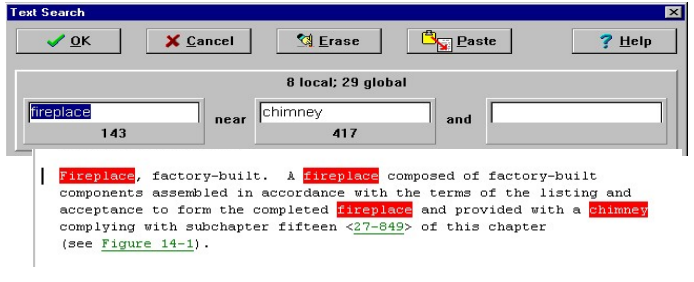 Text Search
OK Cancel Erase Paste ? Help
8 local; 29 global
fireplace near chimney and
143 417
Fireplace, factory-built. A fireplace composed of factory-built
components assembled in accordance with the terms of the listing and
acceptance to form the completed fireplace and provided with a chimney
complying with subchapter fifteen <27-849> of this chapter
(see Figure 14-1).